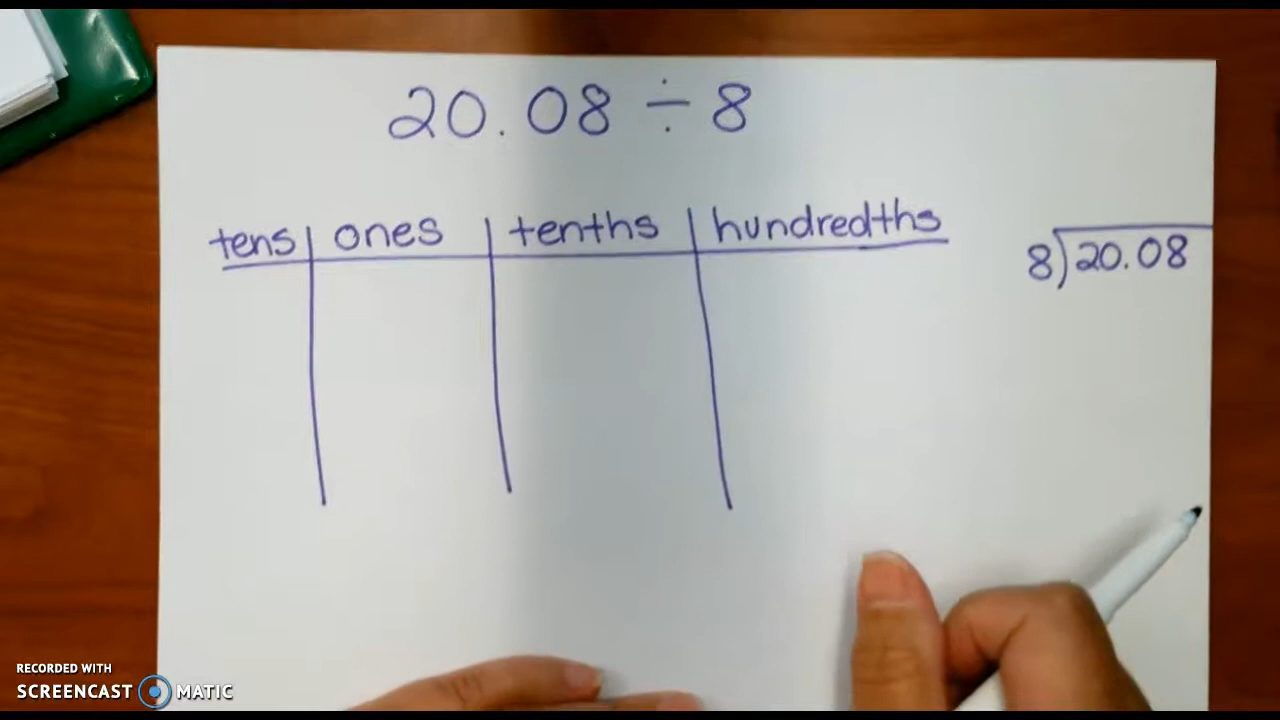 20.08 ÷ 8
tens ones tenths hundredths
8)20.08
RECORDED WITH
SCREENCAST MATIC